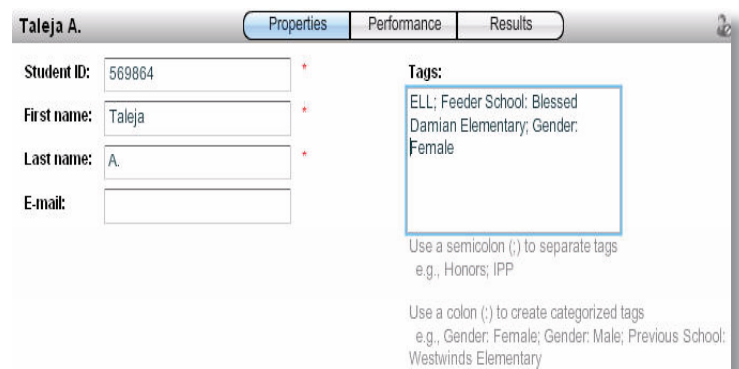 Taleja A.
Properties
Performance
Results
Student ID:
569864
*
First name:
Taleja
*
Last name:
A.
*
E-mail:
Tags:
ELL; Feeder School: Blessed
Damian Elementary; Gender:
Female
Use a semicolon (;) to separate tags
e.g., Honors; IPP
Use a colon (:) to create categorized tags
e.g., Gender: Female; Gender: Male; Previous School:
Westwinds Elementary